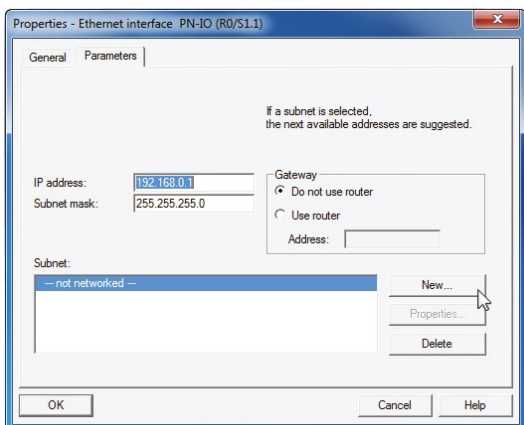 Properties - Ethernet interface PN-IO (R0/S1.1)
General Parameters
If a subnet is selected,
the next available addresses are suggested.
IP address: 192.168.0.1
Subnet mask: 255.255.255.0
Gateway
Do not use router
Use router
Address:
Subnet:
--- not networked ---
New...
Properties...
Delete
OK Cancel Help